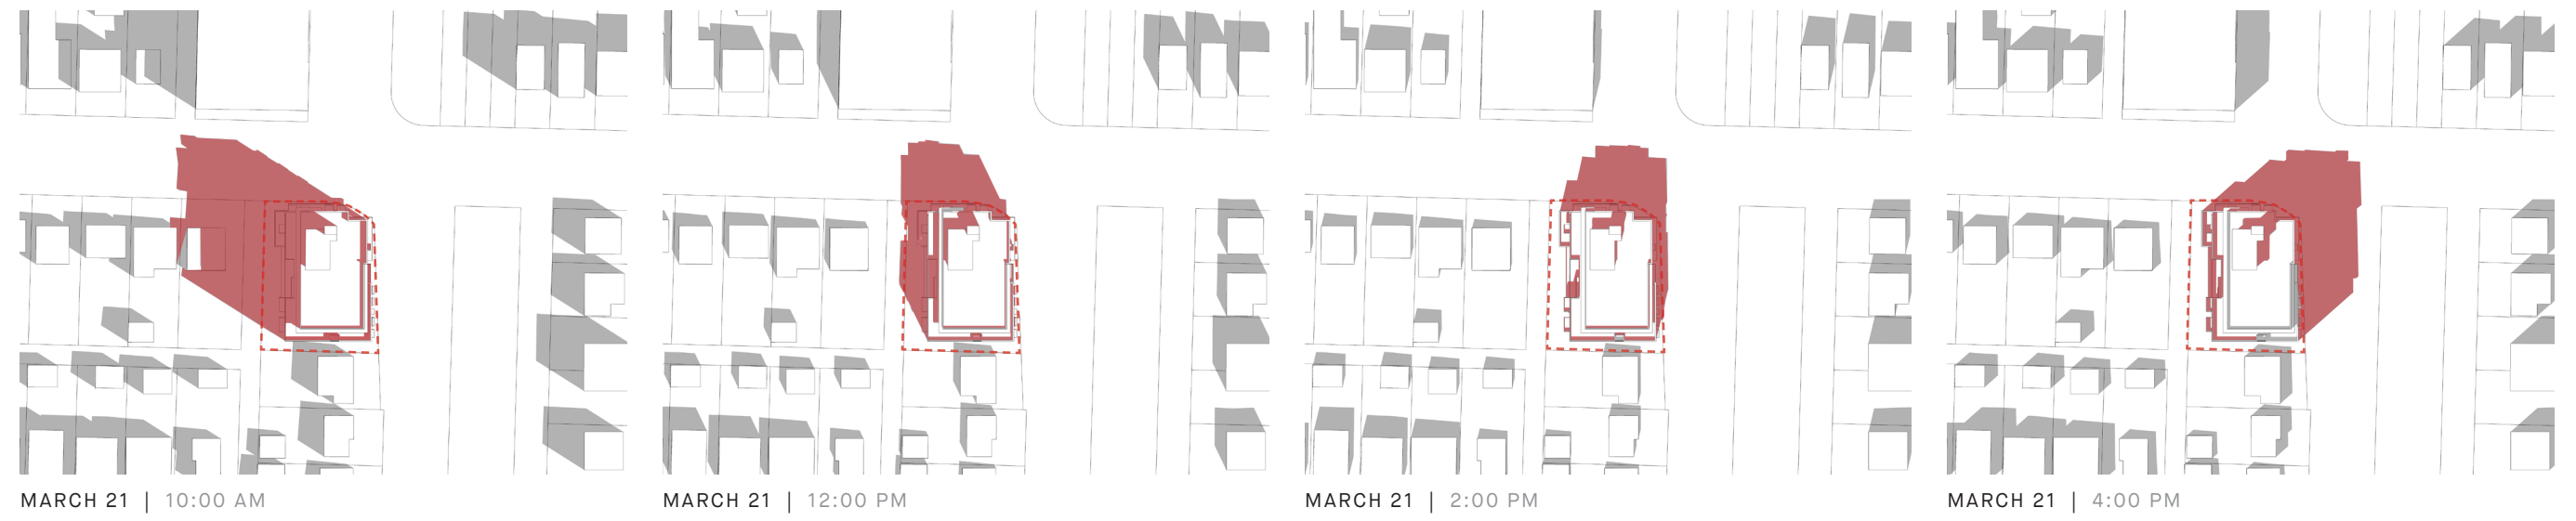 MARCH 21 | 10:00 AM
MARCH 21 | 12:00 PM
MARCH 21 | 2:00 PM
MARCH 21 | 4:00 PM